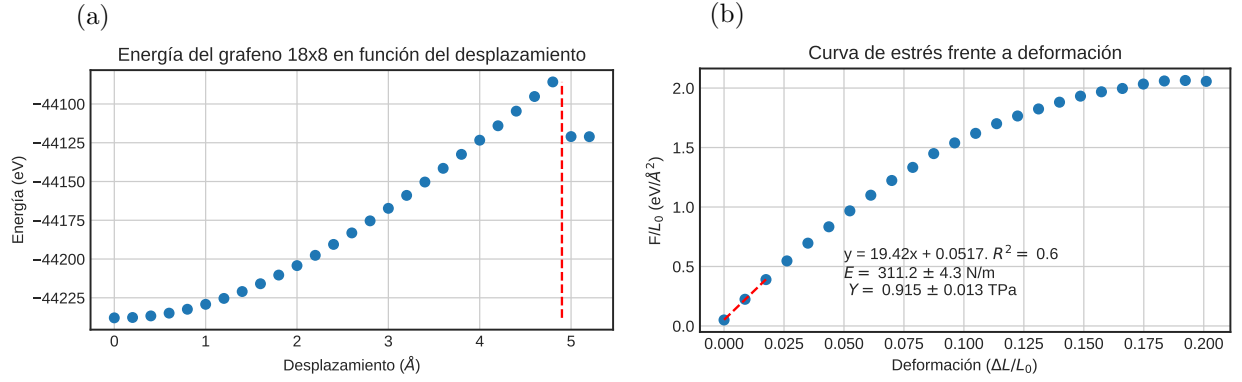 (a)
Energía del grafeno 18x8 en función del desplazamiento
Energía (eV)
−44100
−44125
−44150
−44175
−44200
−44225
0 1 2 3 4 5
Desplazamiento (Å)
(b)
Curva de estrés frente a deformación
F/L₀ (eV/Å²)
2.0
1.5
1.0
0.5
0.0
y = 19.42x + 0.0517. R² = 0.6
E = 311.2 ± 4.3 N/m
Y = 0.915 ± 0.013 TPa
0.000 0.025 0.050 0.075 0.100 0.125 0.150 0.175 0.200
Deformación (ΔL/L₀)